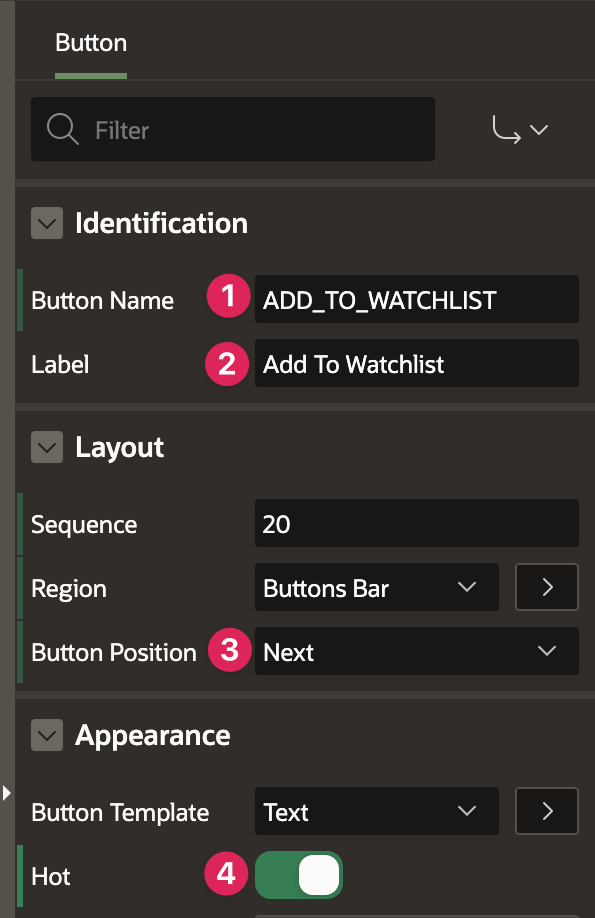 Button
Filter
Identification
Button Name 1 ADD_TO_WATCHLIST
Label 2 Add To Watchlist
Layout
Sequence 20
Region Buttons Bar
Button Position 3 Next
Appearance
Button Template Text
Hot 4